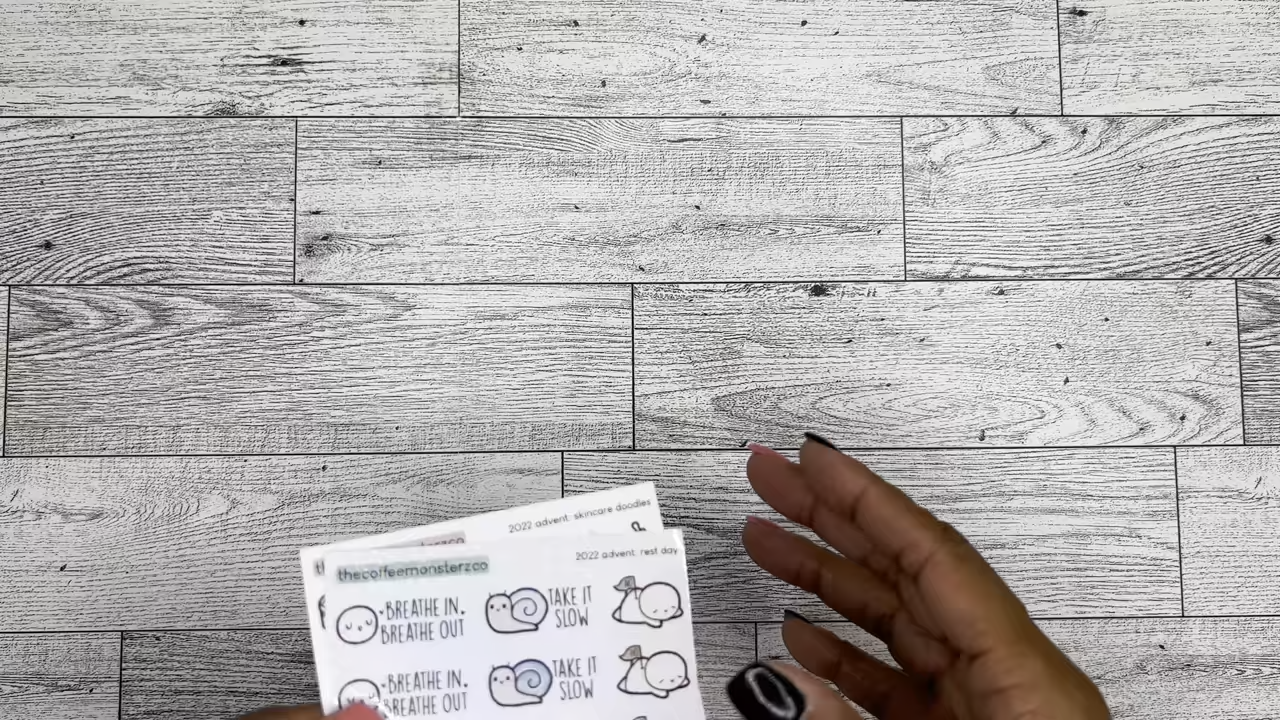 2022 advent: skincare doodles
2022 advent: rest day
thecoffeemonsterzco
BREATHE IN.
BREATHE OUT
TAKE IT
SLOW
BREATHE IN.
BREATHE OUT
TAKE IT
SLOW